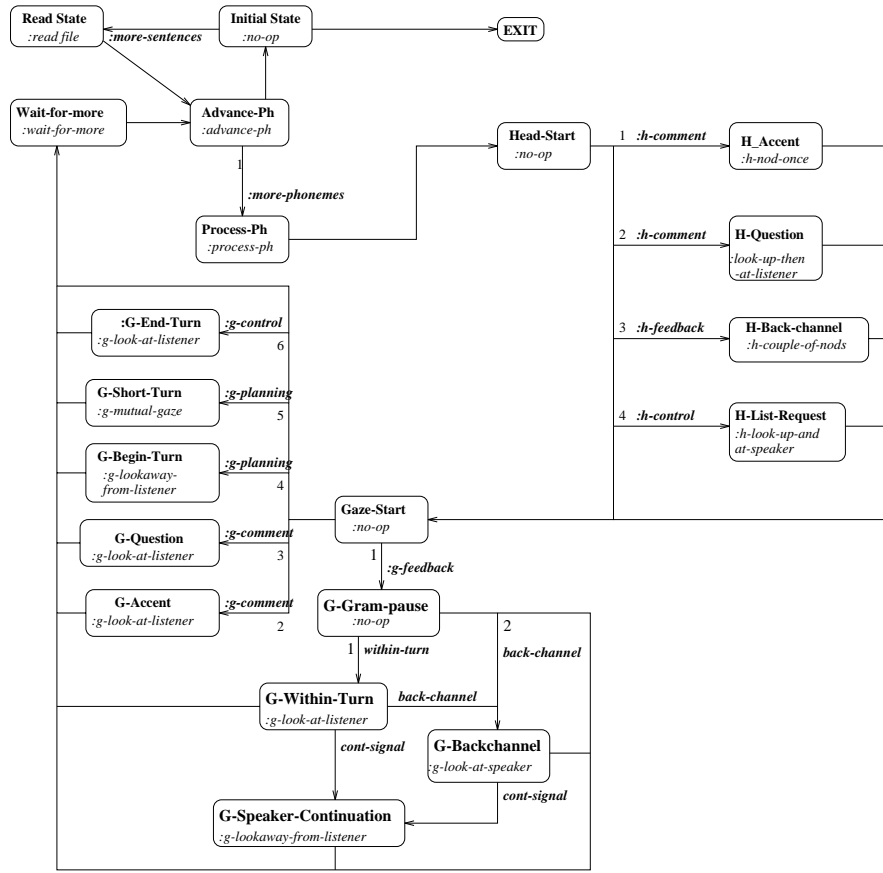 Read State
:read file
:more-sentences
Initial State
:no-op
EXIT
Wait-for-more
:wait-for-more
Advance-Ph
:advance-ph
1
:more-phonemes
Process-Ph
:process-ph
Head-Start
:no-op
1 :h-comment
H_Accent
:h-nod-once
2 :h-comment
H-Question
:look-up-then
-at-listener
3 :h-feedback
H-Back-channel
:h-couple-of-nods
4 :h-control
H-List-Request
:h-look-up-and
at-speaker
:G-End-Turn
:g-look-at-listener
:g-control
6
G-Short-Turn
:g-mutual-gaze
:g-planning
5
G-Begin-Turn
:g-lookaway-
from-listener
:g-planning
4
G-Question
:g-look-at-listener
:g-comment
3
G-Accent
:g-look-at-listener
:g-comment
2
Gaze-Start
:no-op
1
:g-feedback
G-Gram-pause
:no-op
1 within-turn
2
back-channel
G-Within-Turn
:g-look-at-listener
back-channel
cont-signal
G-Backchannel
:g-look-at-speaker
cont-signal
G-Speaker-Continuation
:g-lookaway-from-listener